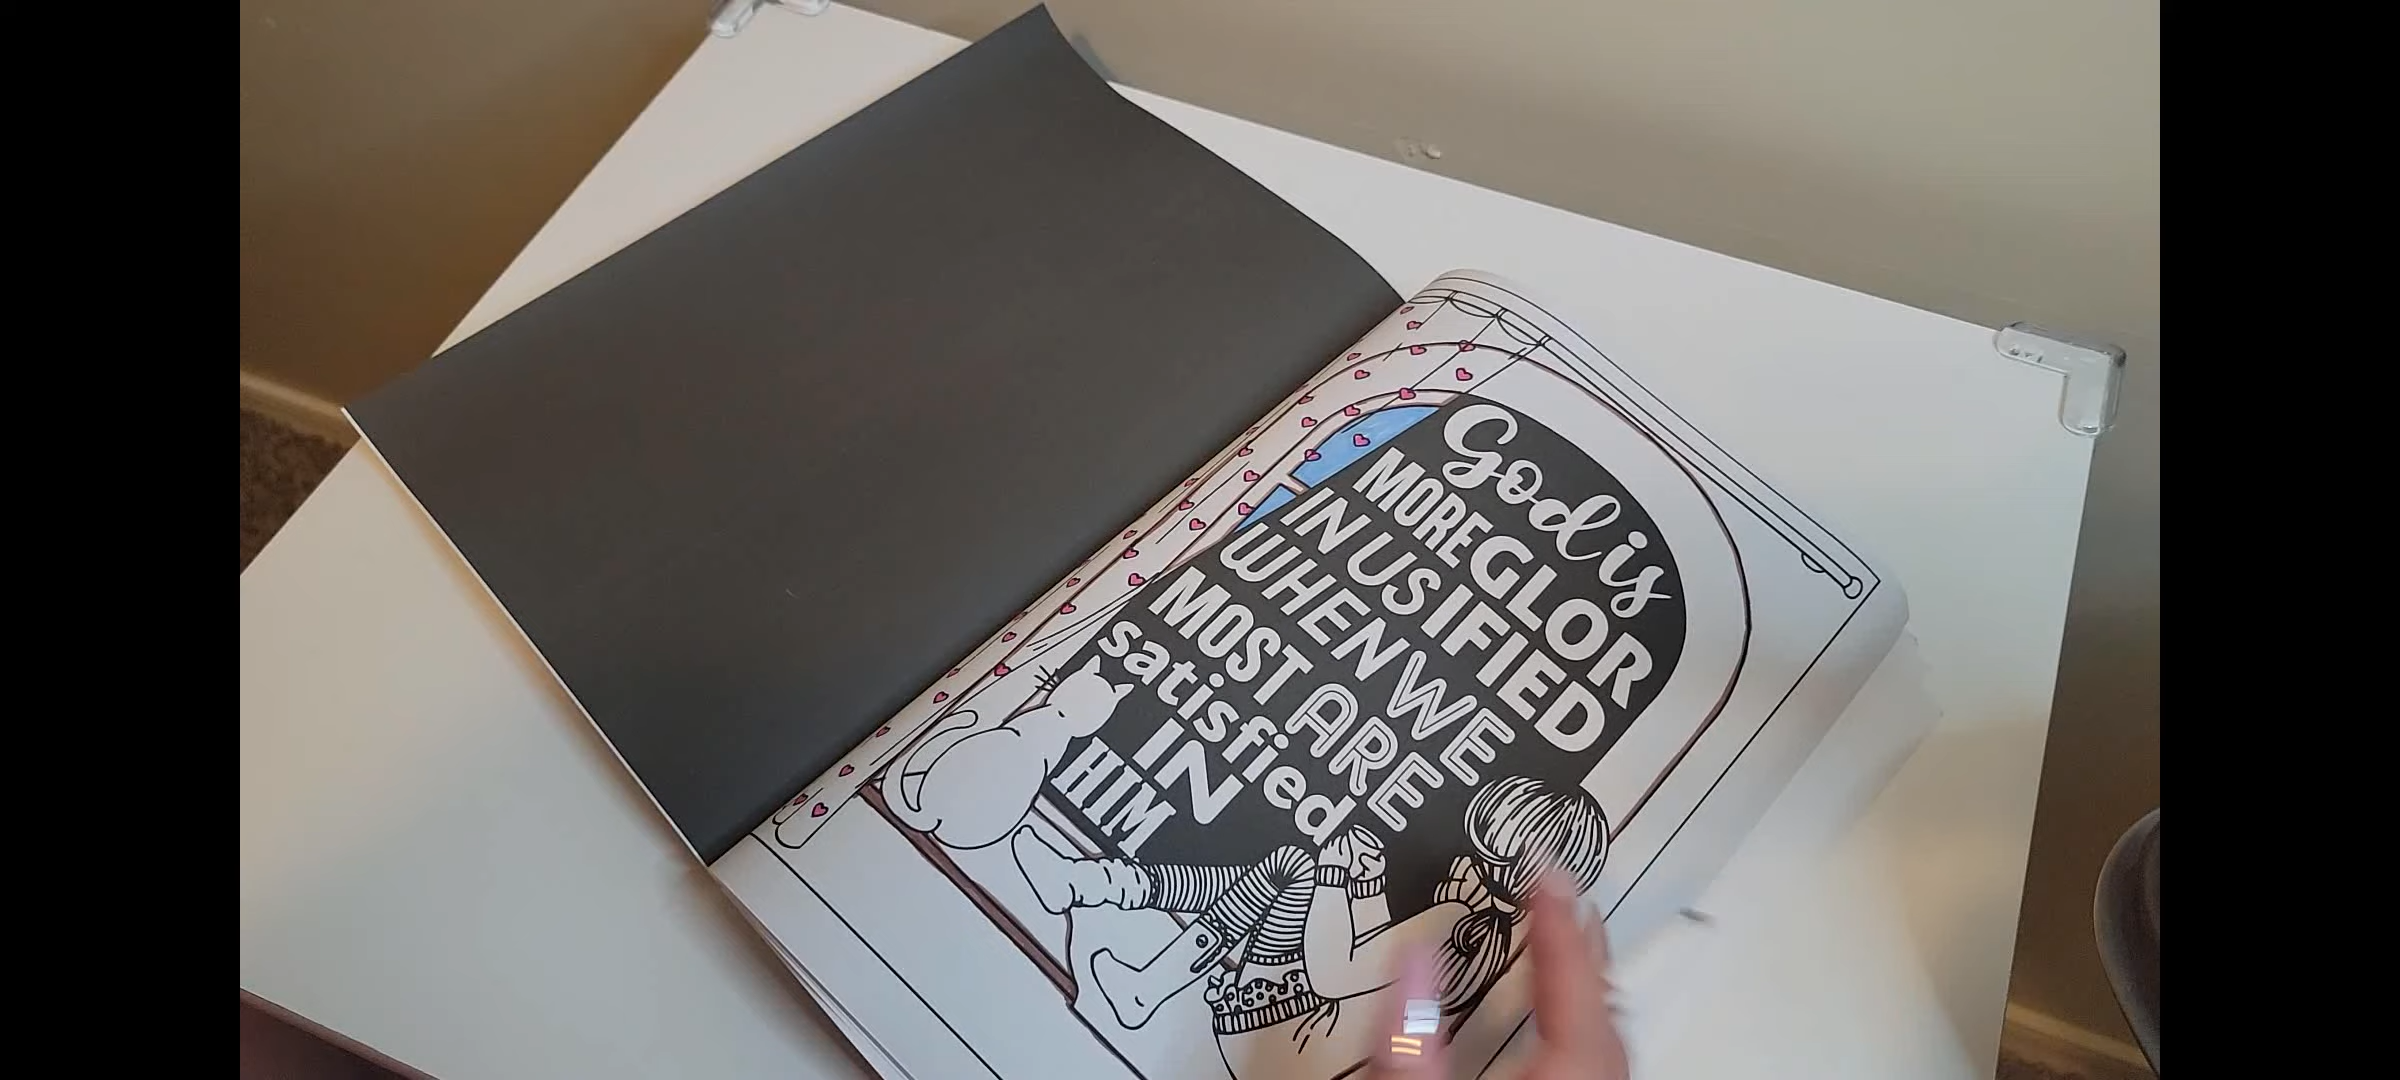 God is
MORE GLOR
IN US IFIED
WHEN WE
MOST ARE
satisfied
IN
HIM